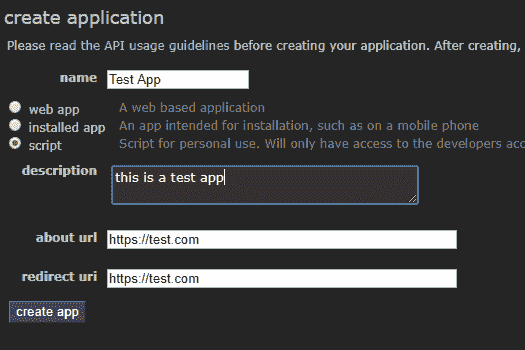 create application
Please read the API usage guidelines before creating your application. After creating,
name Test App
web app A web based application
installed app An app intended for installation, such as on a mobile phone
script Script for personal use. Will only have access to the developers acc
description this is a test app
about url https://test.com
redirect uri https://test.com
create app